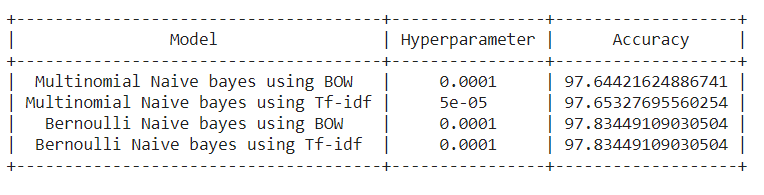 +------------------------------------+----------------+-------------------+
|               Model                | Hyperparameter |      Accuracy     |
+------------------------------------+----------------+-------------------+
|  Multinomial Naive bayes using BOW    |     0.0001     | 97.64421624886741 |
| Multinomial Naive bayes using Tf-idf |     5e-05      | 97.65327695560254 |
|   Bernoulli Naive bayes using BOW     |     0.0001     | 97.83449109030504 |
|  Bernoulli Naive bayes using Tf-idf  |     0.0001     | 97.83449109030504 |
+------------------------------------+----------------+-------------------+